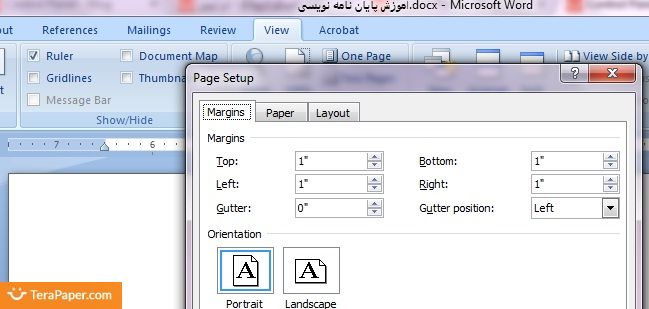 آموزش پایان نامه نویسی.docx - Microsoft Word
References Mailings Review View Acrobat
Ruler Document Map One Page View Side by
Gridlines Thumbna
Message Bar
Show/Hide
Page Setup
Margins Paper Layout
7 6
Margins
Top: 1" Bottom: 1"
Left: 1" Right: 1"
Gutter: 0" Gutter position: Left
Orientation
Portrait Landscape
TeraPaper.com